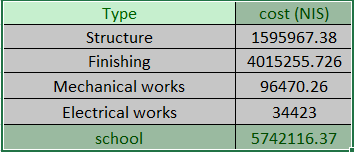 Type cost (NIS)
Structure 1595967.38
Finishing 4015255.726
Mechanical works 96470.26
Electrical works 34423
school 5742116.37